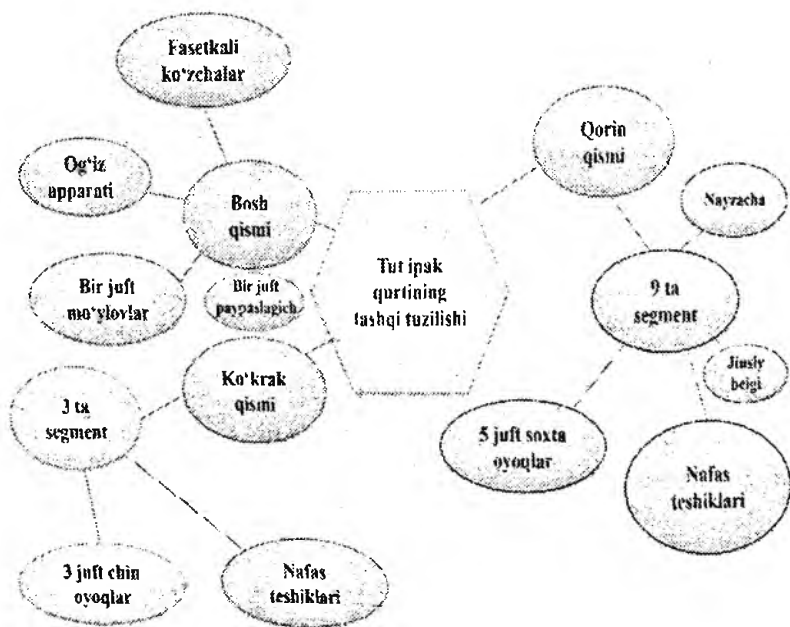 Fasetkali
ko‘zchalar
Og‘iz
apparati
Bosh
qismi
Bir juft
mo‘ylovlar
Bir juft
paypaslagich
Tut ipak
qurtining
tashqi tuzilishi
Qorin
qismi
Nayzacha
9 ta
segment
Jinsiy
belgi
5 juft soxta
oyoqlar
Nafas
teshiklari
Ko‘krak
qismi
3 ta
segment
3 juft chin
oyoqlar
Nafas
teshiklari